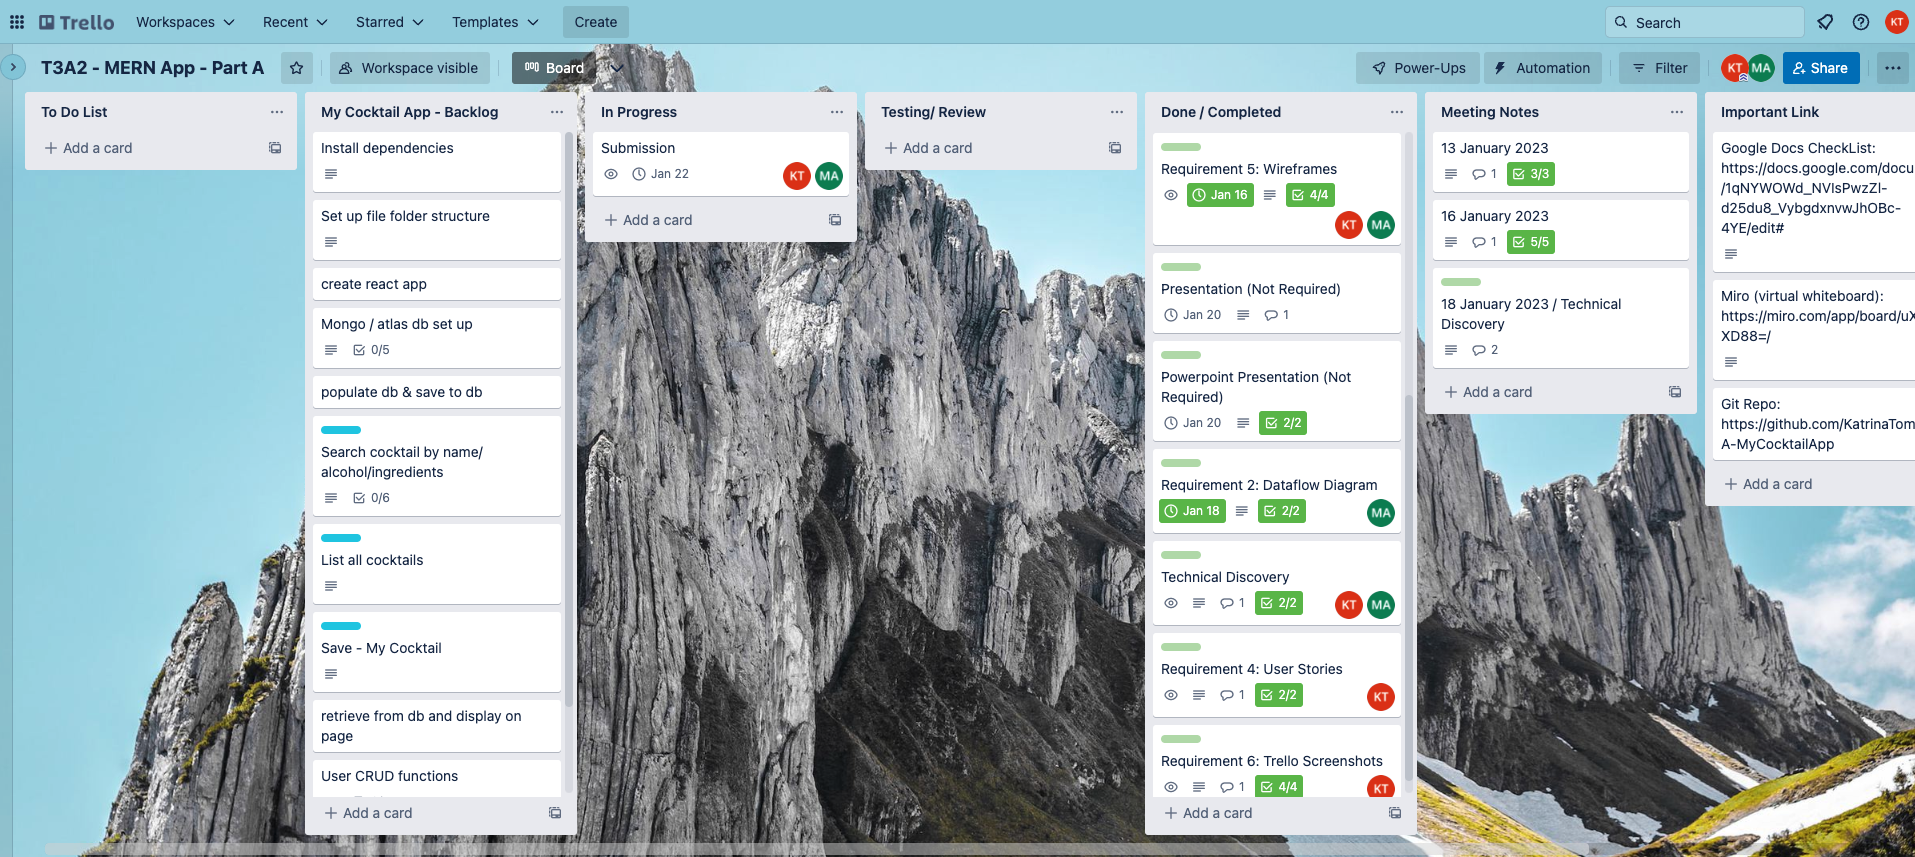 Trello
Workspaces
Recent
Starred
Templates
Create
Search
KT
T3A2 - MERN App - Part A
Workspace visible
Board
Power-Ups
Automation
Filter
KT
MA
Share
To Do List
Add a card
My Cocktail App - Backlog
Install dependencies
Set up file folder structure
create react app
Mongo / atlas db set up
0/5
populate db & save to db
Search cocktail by name/
alcohol/ingredients
0/6
List all cocktails
Save - My Cocktail
retrieve from db and display on
page
User CRUD functions
Add a card
In Progress
Submission
Jan 22
KT
MA
Add a card
Testing/ Review
Add a card
Done / Completed
Requirement 5: Wireframes
Jan 16
4/4
KT
MA
Presentation (Not Required)
Jan 20
1
Powerpoint Presentation (Not
Required)
Jan 20
2/2
Requirement 2: Dataflow Diagram
Jan 18
2/2
MA
Technical Discovery
1
2/2
KT
MA
Requirement 4: User Stories
1
2/2
KT
Requirement 6: Trello Screenshots
1
4/4
KT
Add a card
Meeting Notes
13 January 2023
1
3/3
16 January 2023
1
5/5
18 January 2023 / Technical
Discovery
2
Add a card
Important Link
Google Docs CheckList:
https://docs.google.com/docu
/1qNYWOWd_NVIsPwzZl-
d25du8_VybgdxnvwJhOBc-
4YE/edit#
Miro (virtual whiteboard):
https://miro.com/app/board/uX
XD88=/
Git Repo:
https://github.com/KatrinaTom
A-MyCocktailApp
Add a card